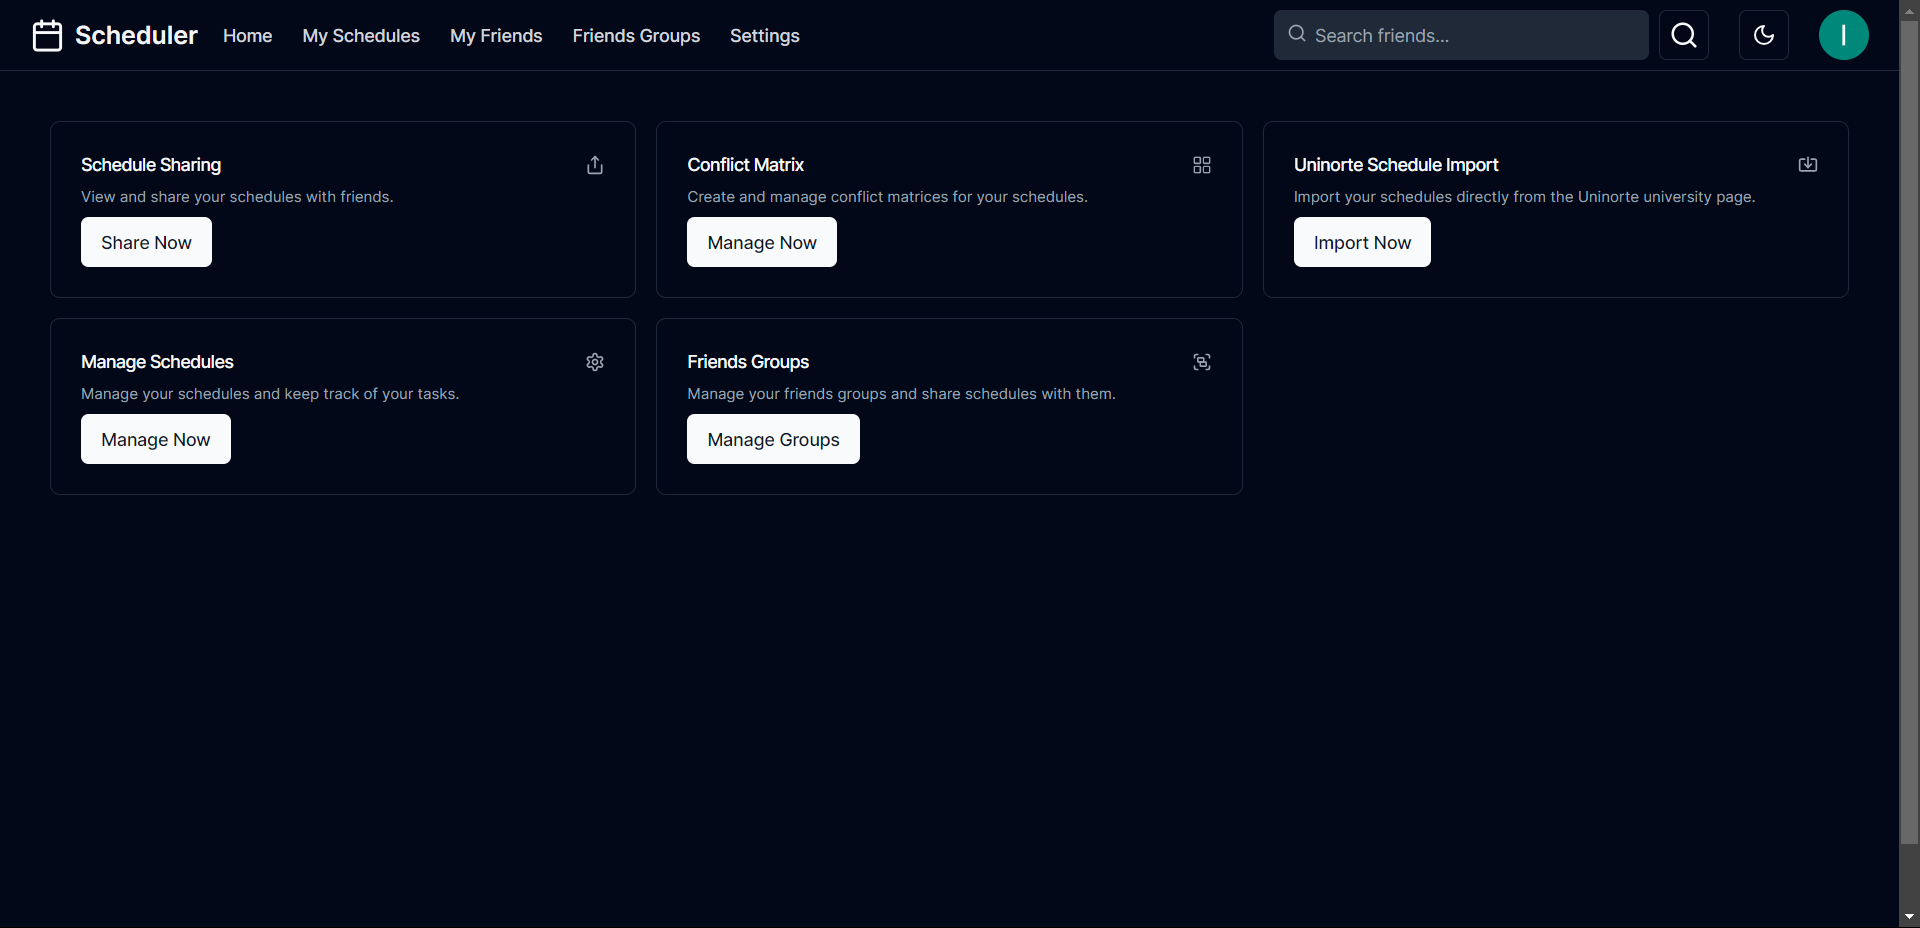 Scheduler Home My Schedules My Friends Friends Groups Settings Search friends... I
Schedule Sharing
View and share your schedules with friends.
Share Now
Conflict Matrix
Create and manage conflict matrices for your schedules.
Manage Now
Uninorte Schedule Import
Import your schedules directly from the Uninorte university page.
Import Now
Manage Schedules
Manage your schedules and keep track of your tasks.
Manage Now
Friends Groups
Manage your friends groups and share schedules with them.
Manage Groups